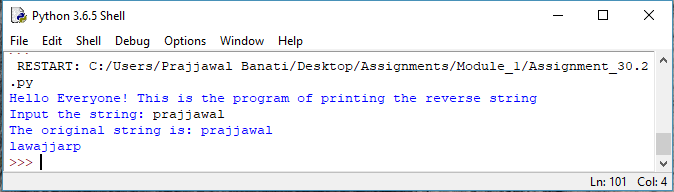 Python 3.6.5 Shell
File Edit Shell Debug Options Window Help
RESTART: C:/Users/Prajjawal Banati/Desktop/Assignments/Module_1/Assignment_30.2
.py
Hello Everyone! This is the program of printing the reverse string
Input the string: prajjawal
The original string is: prajjawal
lawajjarp
>>>
Ln: 101 Col: 4